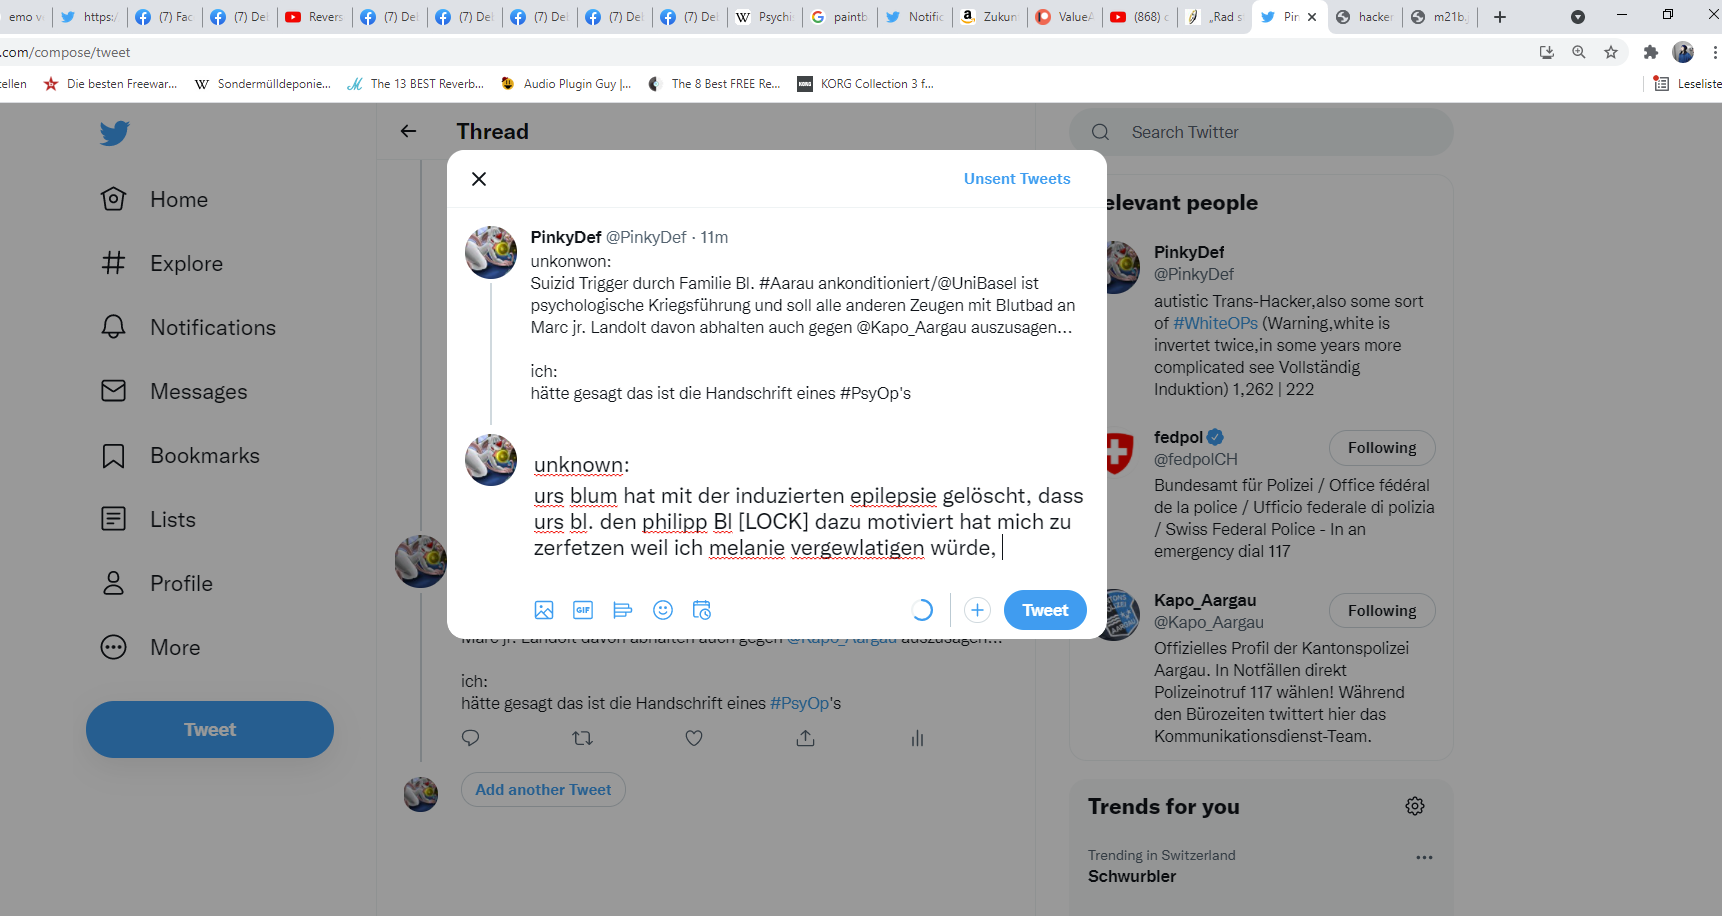 emo v
https:/
(7) Fac
(7) Del
Revers
(7) Del
(7) Del
(7) Del
(7) Del
(7) Del
Psychi
paintb
Notific
Zukun
ValueA
(868) c
„Rad s
Pin
hacker
m21b.j
.com/compose/tweet
ellen
Die besten Freewar...
Sondermülldeponie...
The 13 BEST Reverb...
Audio Plugin Guy |...
The 8 Best FREE Re...
KORG
KORG Collection 3 f...
Leseliste
Home
Explore
Notifications
Messages
Bookmarks
Lists
Profile
More
Tweet
Thread
Unsent Tweets
PinkyDef @PinkyDef · 11m
unkonwon:
Suizid Trigger durch Familie Bl. #Aarau ankonditioniert/@UniBasel ist
psychologische Kriegsführung und soll alle anderen Zeugen mit Blutbad an
Marc jr. Landolt davon abhalten auch gegen @Kapo_Aargau auszusagen...
ich:
hätte gesagt das ist die Handschrift eines #PsyOp's
unknown:
urs blum hat mit der induzierten epilepsie gelöscht, dass
urs bl. den philipp Bl [LOCK] dazu motiviert hat mich zu
zerfetzen weil ich melanie vergewlatigen würde,
GIF
Tweet
Marc jr. Landolt davon abhalten auch gegen @Kapo_Aargau auszusagen...
ich:
hätte gesagt das ist die Handschrift eines #PsyOp's
Add another Tweet
Search Twitter
elevant people
PinkyDef
@PinkyDef
autistic Trans-Hacker,also some sort
of #WhiteOPs (Warning,white is
invertet twice,in some years more
complicated see Vollständig
Induktion) 1,262 | 222
fedpol
@fedpolCH
Following
Bundesamt für Polizei / Office fédéral
de la police / Ufficio federale di polizia
/ Swiss Federal Police - In an
emergency dial 117
Kapo_Aargau
@Kapo_Aargau
Following
Offizielles Profil der Kantonspolizei
Aargau. In Notfällen direkt
Polizeinotruf 117 wählen! Während
den Bürozeiten twittert hier das
Kommunikationsdienst-Team.
Trends for you
Trending in Switzerland
Schwurbler